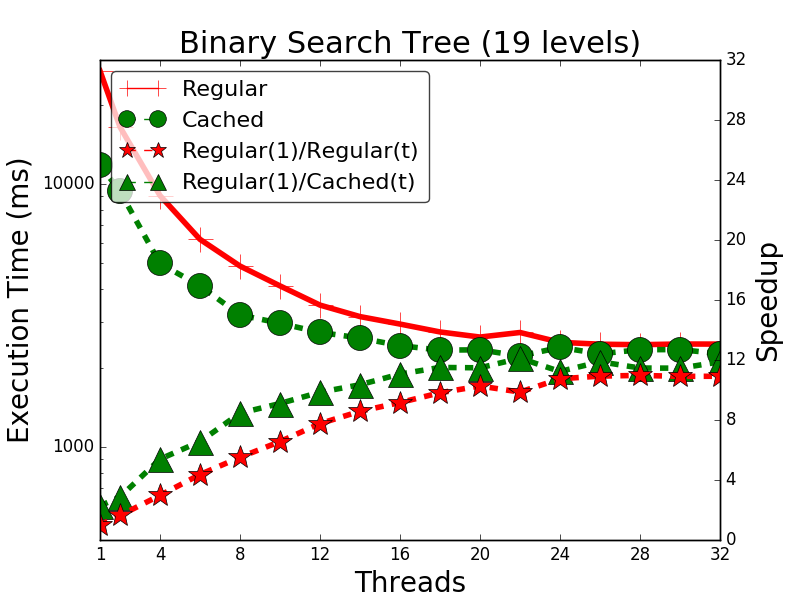 Binary Search Tree (19 levels)
Regular
Cached
Regular(1)/Regular(t)
Regular(1)/Cached(t)
Execution Time (ms)
10000
1000
Speedup
32
28
24
20
16
12
8
4
0
1 4 8 12 16 20 24 28 32
Threads